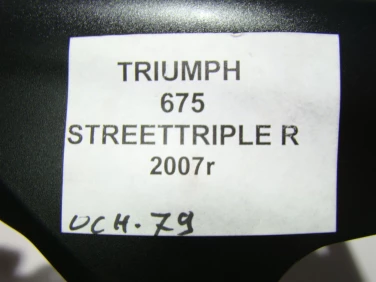 TRIUMPH
675
STREETTRIPLE R
2007r
UCH.79